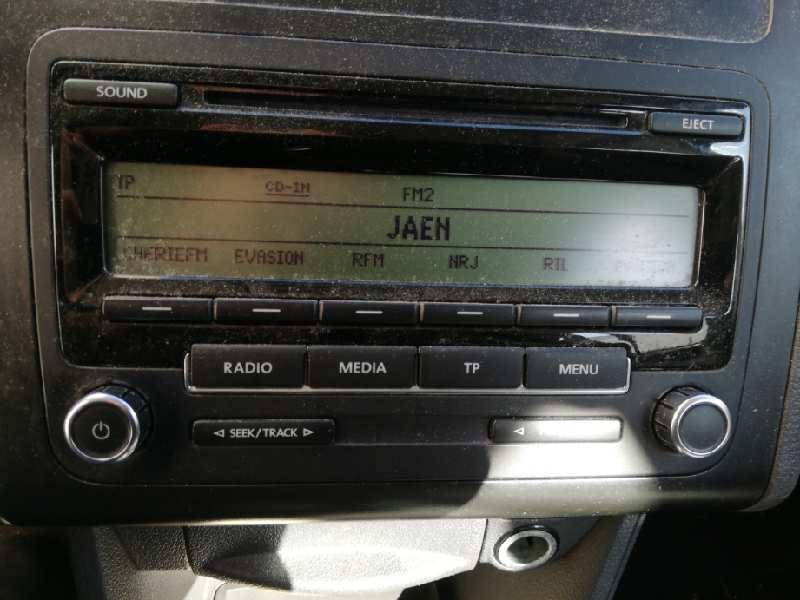 SOUND
EJECT
TP CD-IN FM2
JAEN
CHERIEFM EVASION RFM NRJ RTL
RADIO MEDIA TP MENU
◁ SEEK/TRACK ▷
◁